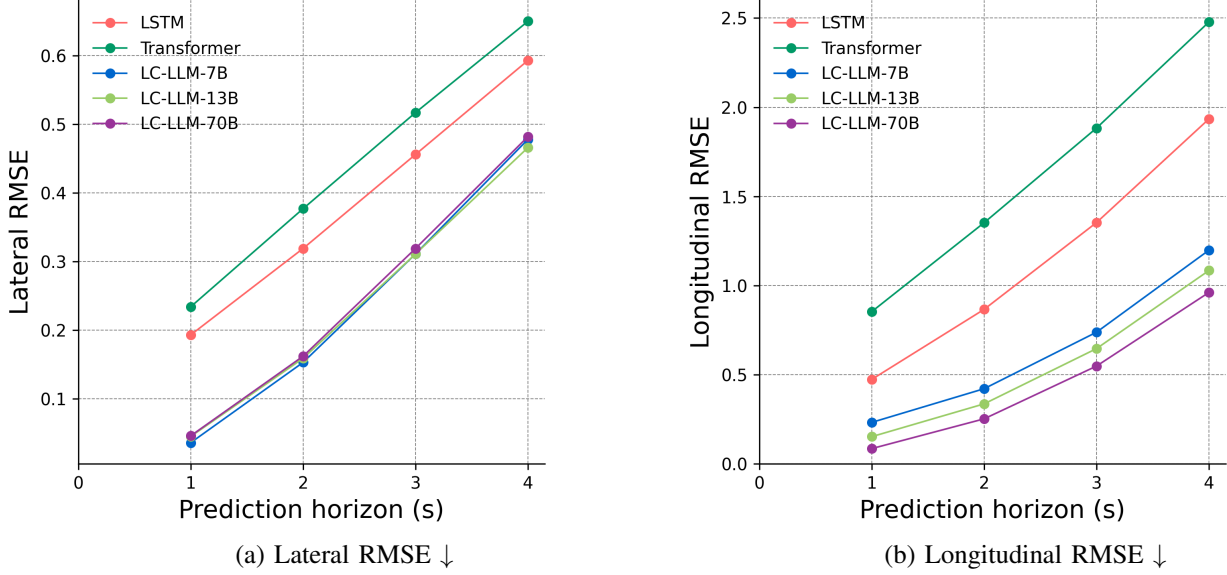 LSTM
Transformer
LC-LLM-7B
LC-LLM-13B
LC-LLM-70B
0.6
0.5
0.4
0.3
0.2
0.1
Lateral RMSE
0 1 2 3 4
Prediction horizon (s)
(a) Lateral RMSE ↓
LSTM
Transformer
LC-LLM-7B
LC-LLM-13B
LC-LLM-70B
2.5
2.0
1.5
1.0
0.5
0.0
Longitudinal RMSE
0 1 2 3 4
Prediction horizon (s)
(b) Longitudinal RMSE ↓